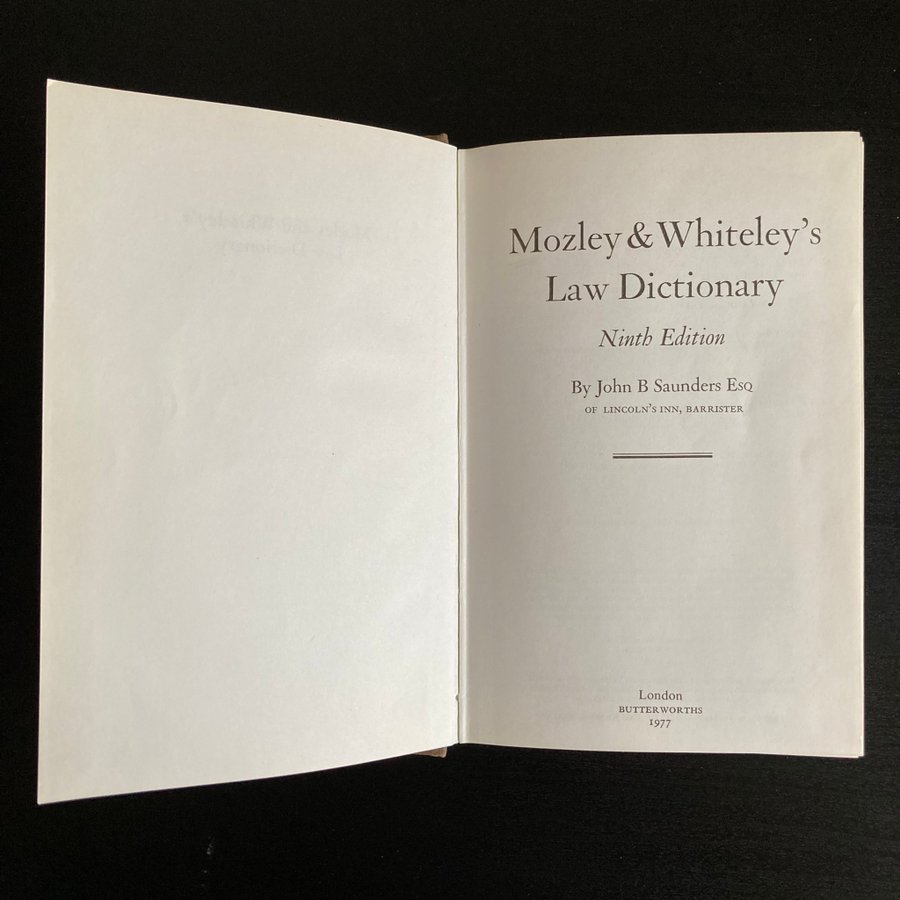 Mozley & Whiteley's
Law Dictionary
Ninth Edition
By John B Saunders Esq
OF LINCOLN'S INN, BARRISTER
London
BUTTERWORTHS
1977